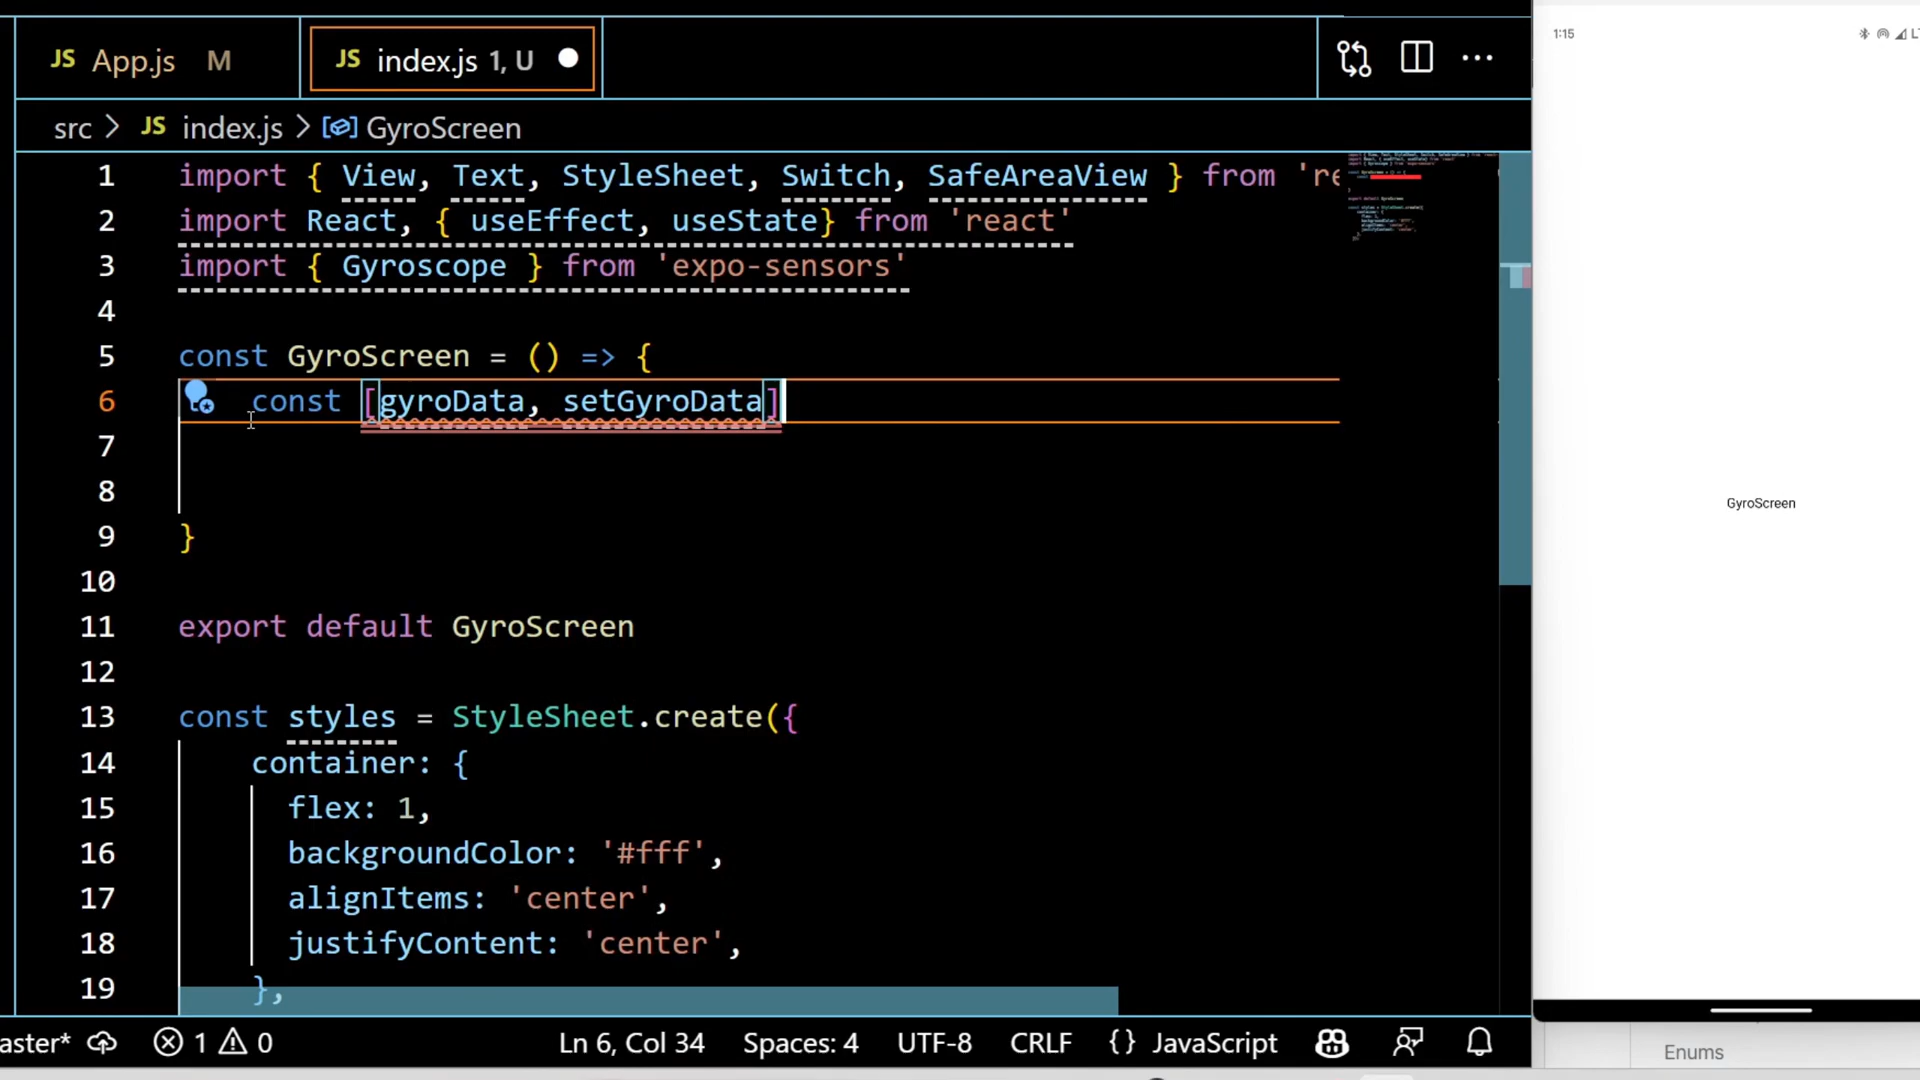 JS App.js M
JS index.js 1, U
src > JS index.js > GyroScreen
1 import { View, Text, StyleSheet, Switch, SafeAreaView } from 're
2 import React, { useEffect, useState} from 'react'
3 import { Gyroscope } from 'expo-sensors'
4
5 const GyroScreen = () => {
6 const [gyroData, setGyroData]
7
8
9 }
10
11 export default GyroScreen
12
13 const styles = StyleSheet.create({
14 container: {
15 flex: 1,
16 backgroundColor: '#fff',
17 alignItems: 'center',
18 justifyContent: 'center',
19 },
aster* 1 0 Ln 6, Col 34 Spaces: 4 UTF-8 CRLF {} JavaScript
1:15
GyroScreen
Enums